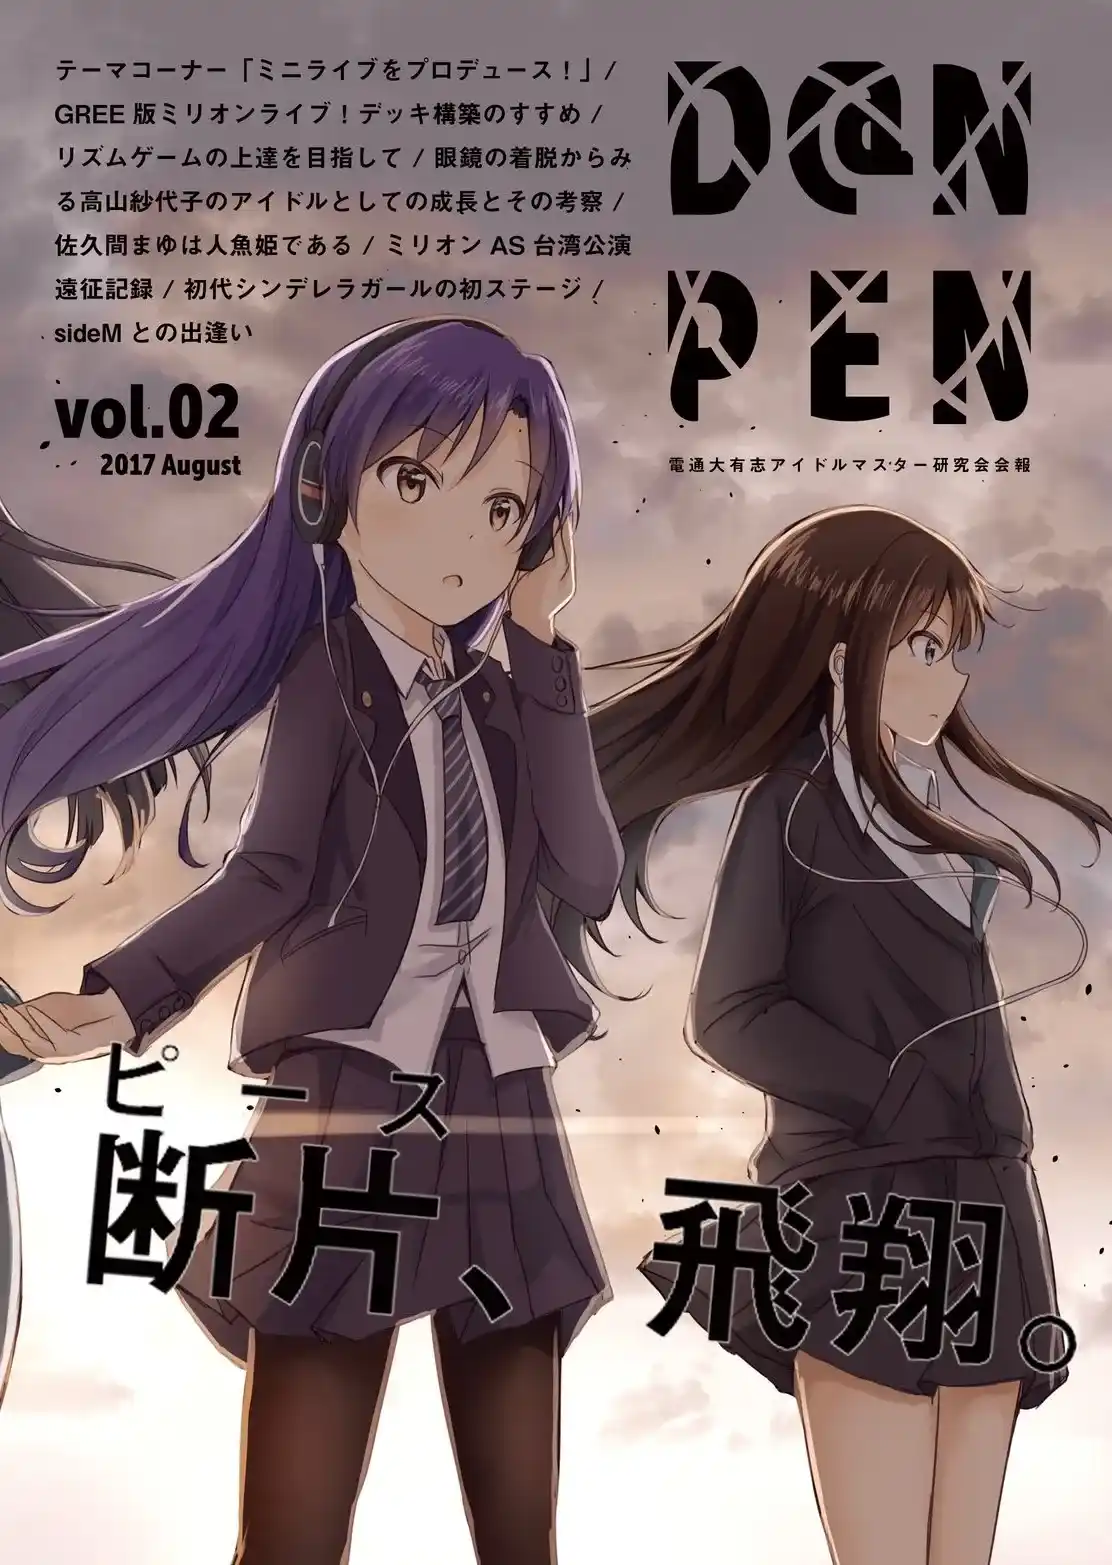 テーマコーナー「ミニライブをプロデュース！」/
GREE 版ミリオンライブ！デッキ構築のすすめ /
リズムゲームの上達を目指して / 眼鏡の着脱からみ
る高山紗代子のアイドルとしての成長とその考察 /
佐久間まゆは人魚姫である / ミリオン AS 台湾公演
遠征記録 / 初代シンデレラガールの初ステージ /
sideM との出逢い
vol.02
2017 August
D@N
PEN
電通大有志アイドルマスター研究会会報
ピース
断片、飛翔。